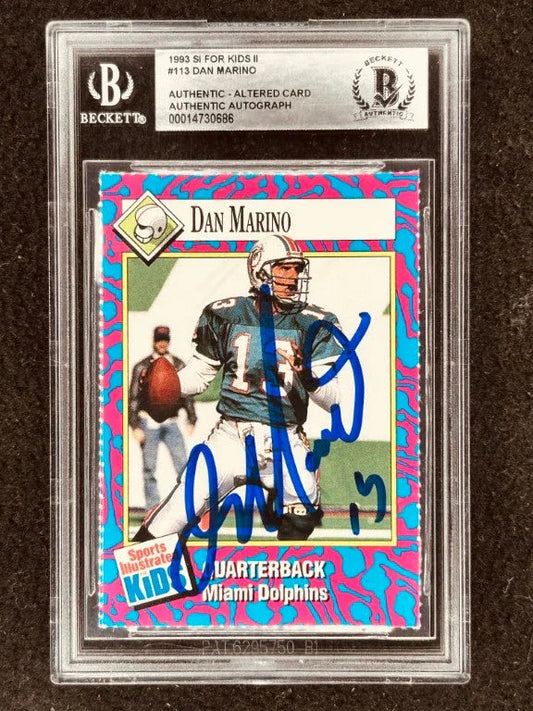 1993 SI FOR KIDS II
#113 DAN MARINO
AUTHENTIC - ALTERED CARD
AUTHENTIC AUTOGRAPH
00014730686
B
BECKETT®
BECKETT
B
AUTHENTIC
DAN MARINO
13
13
Sports
Illustrated
KIDS
QUARTERBACK
Miami Dolphins